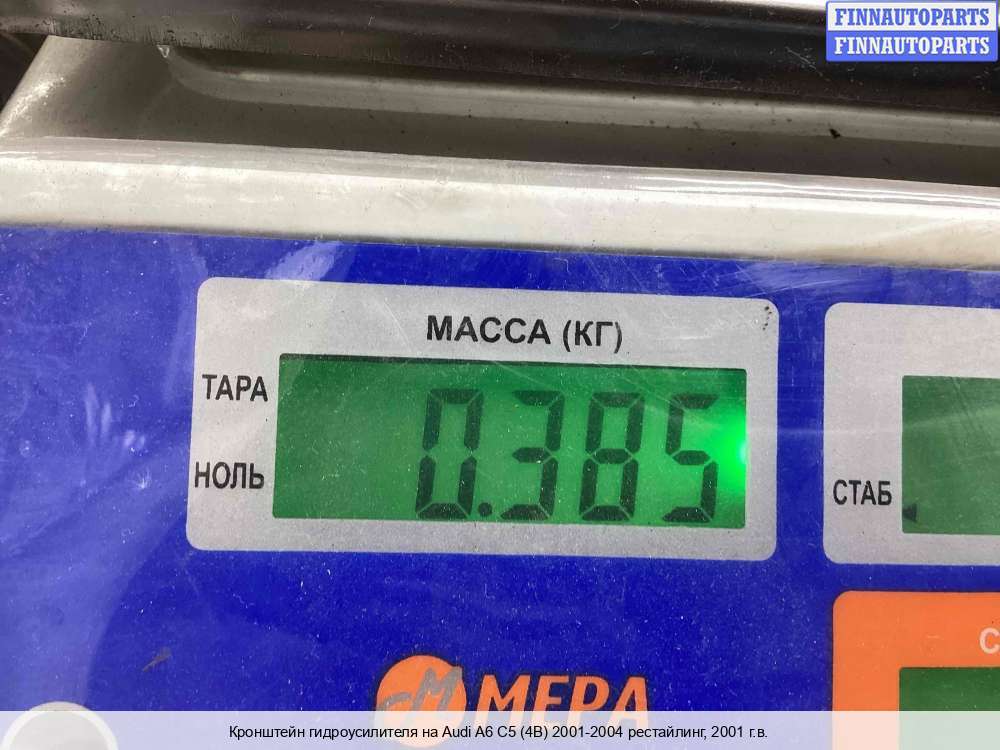 FINNAUTOPARTS
FINNAUTOPARTS
МАССА (КГ)
ТАРА
0.385
НОЛЬ
СТАБ
МЕРА
Кронштейн гидроусилителя на Audi A6 C5 (4B) 2001-2004 рестайлинг, 2001 г.в.